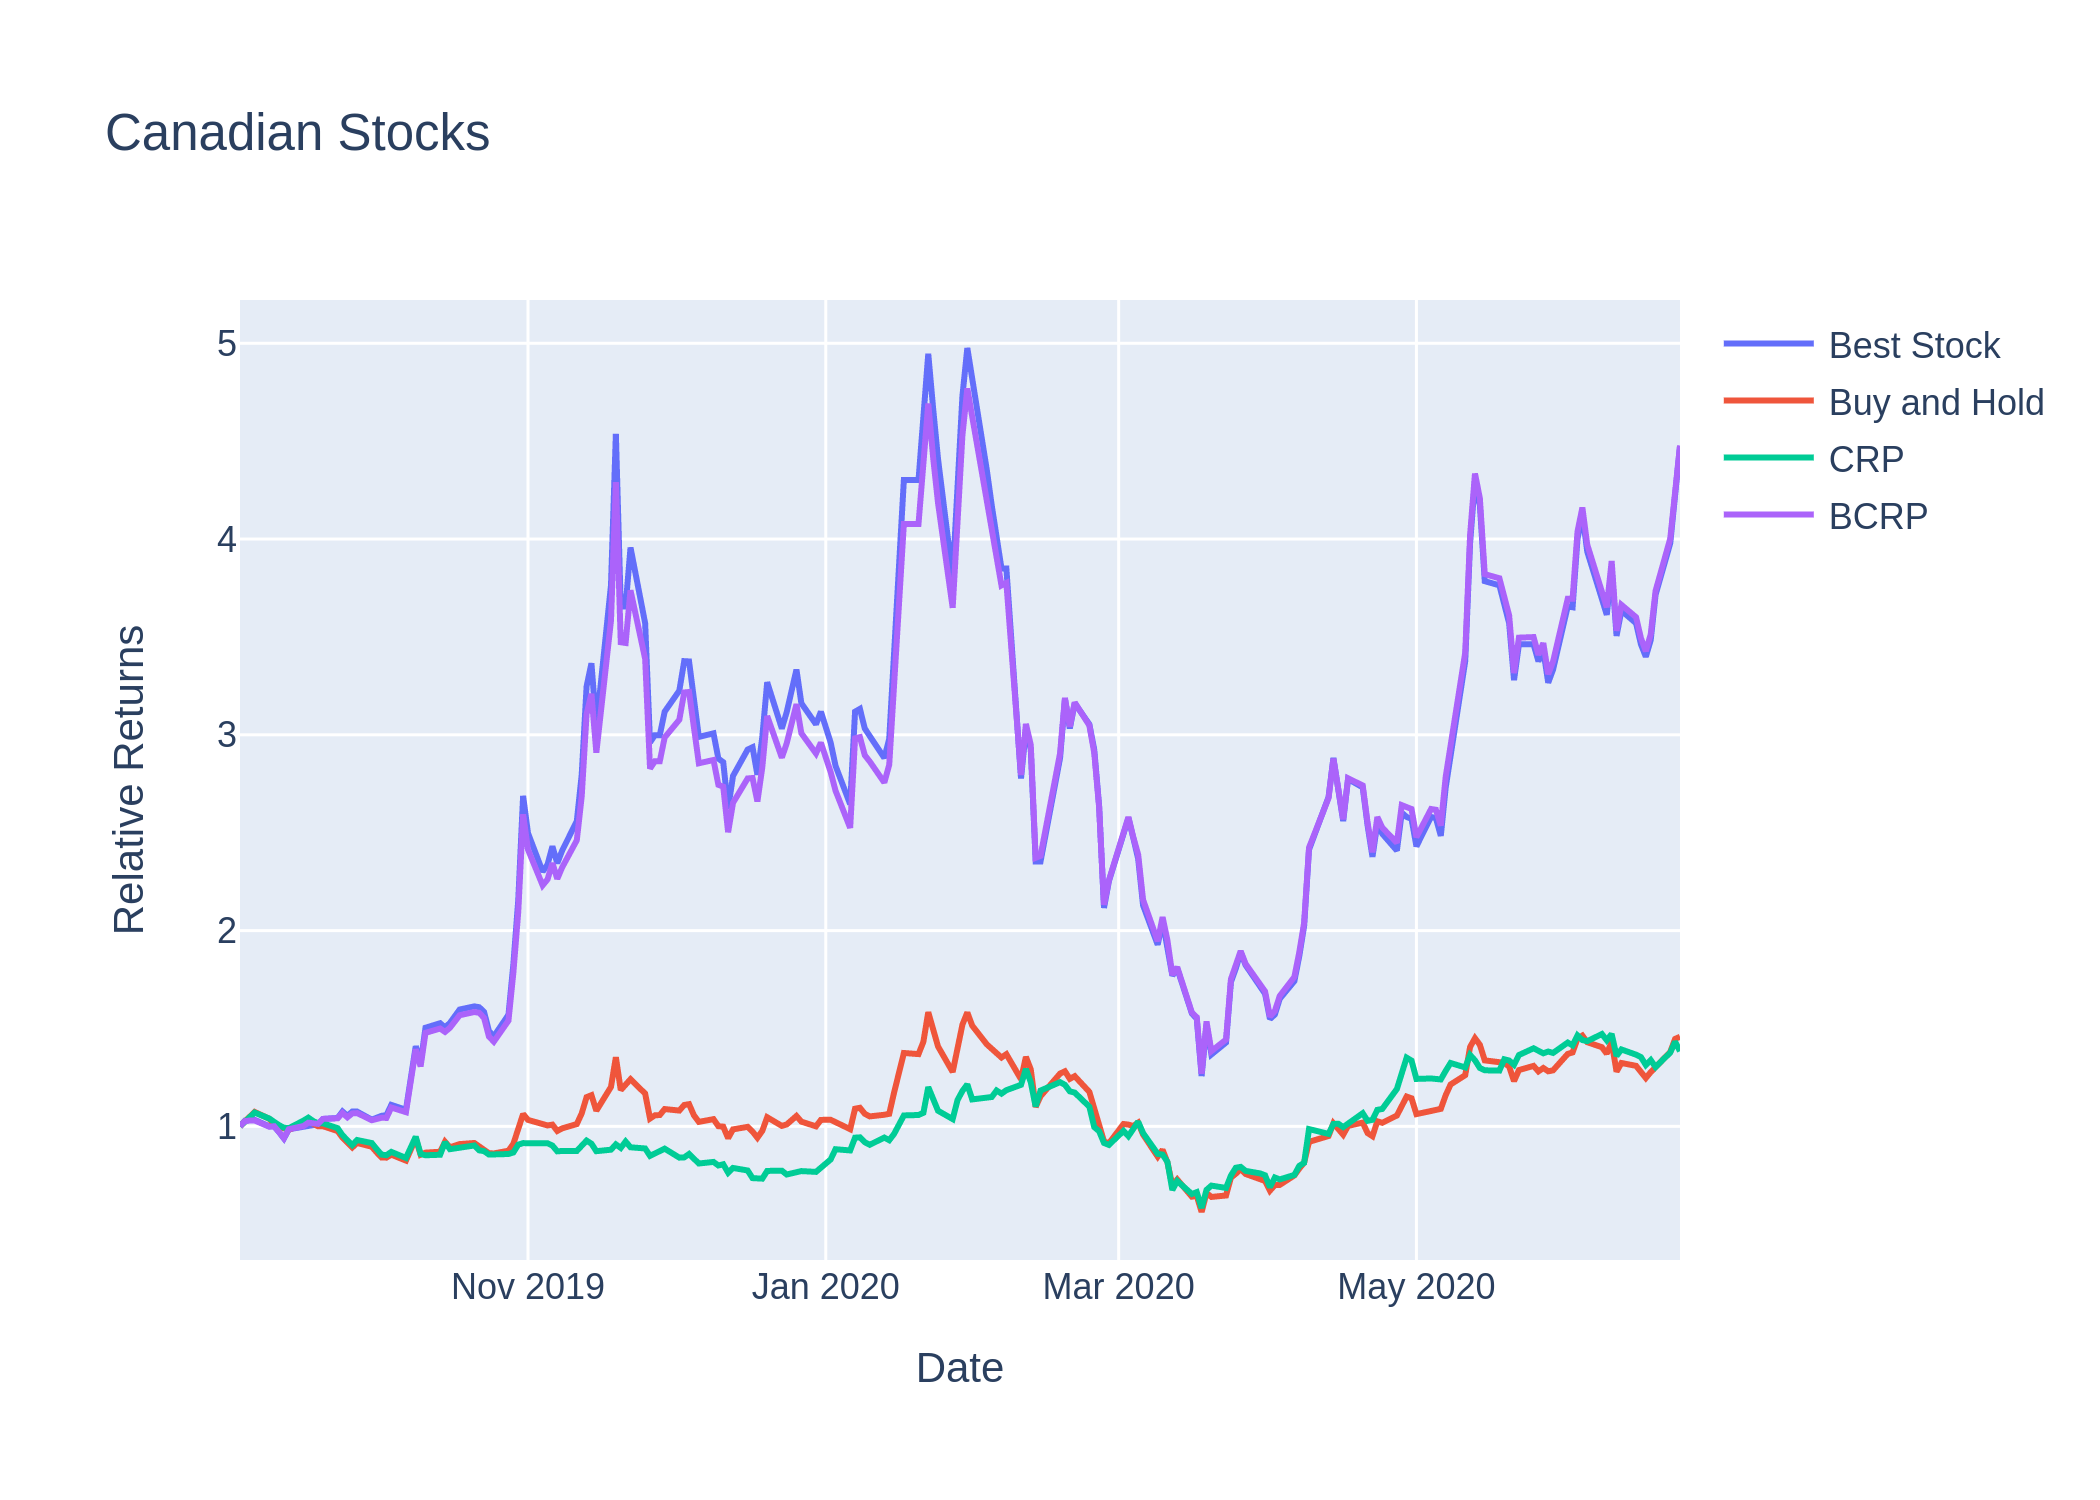 Canadian Stocks
Relative Returns
5
4
3
2
1
Nov 2019
Jan 2020
Mar 2020
May 2020
Date
Best Stock
Buy and Hold
CRP
BCRP